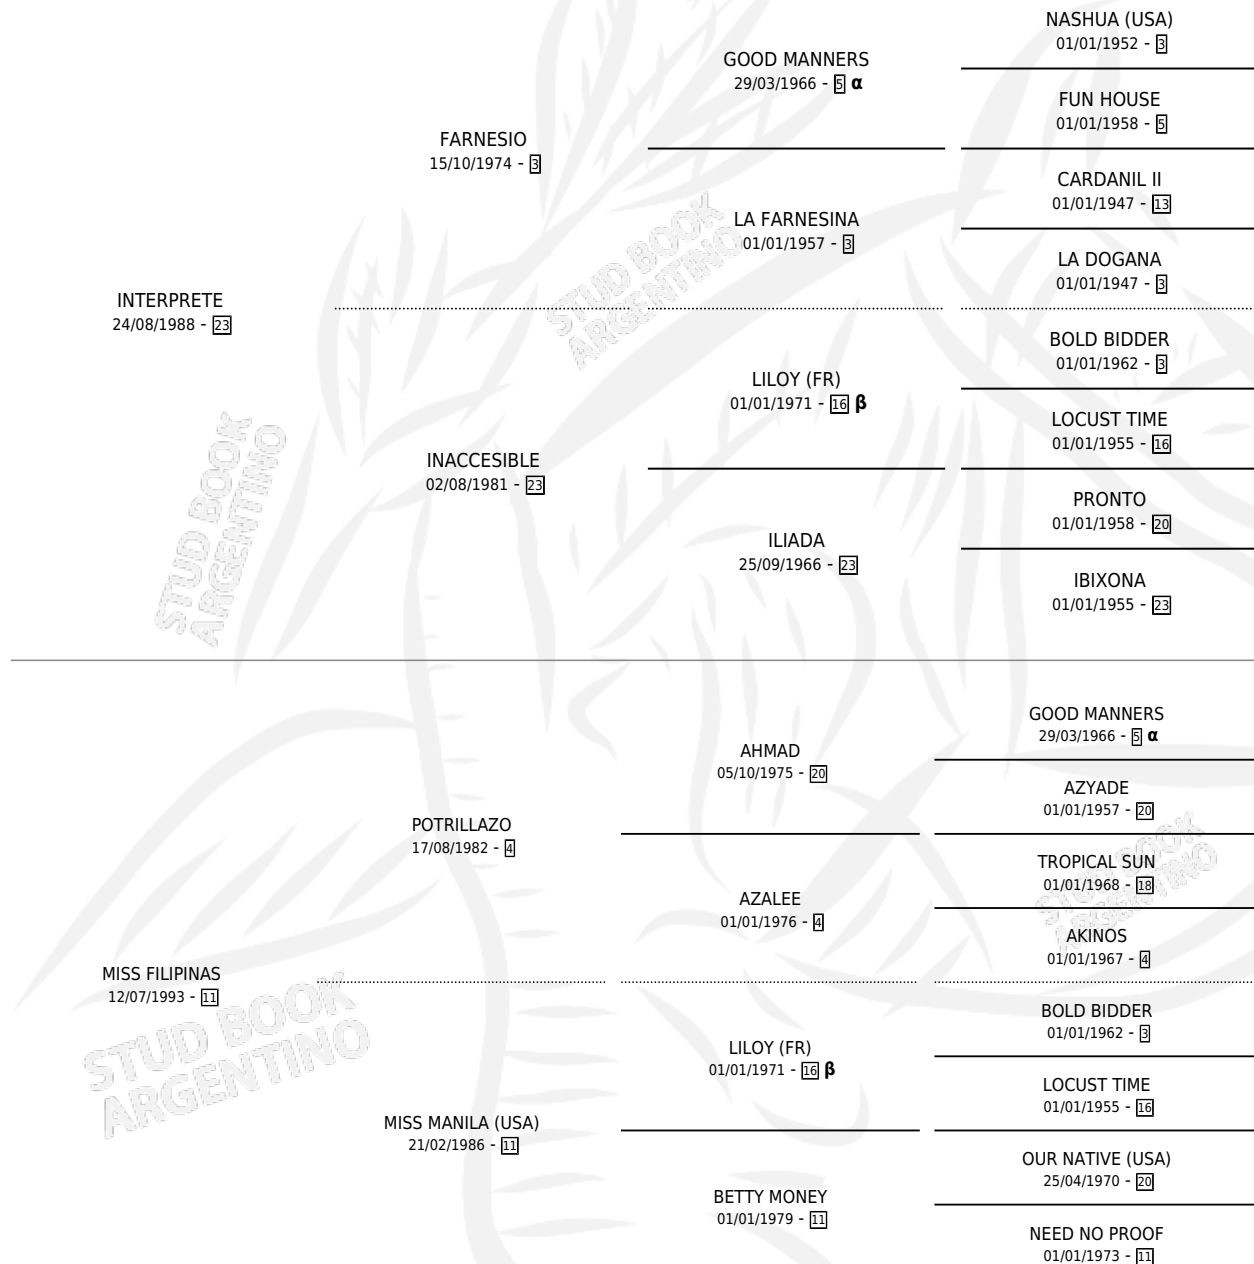 NASHUA (USA)
01/01/1952 - 3
GOOD MANNERS
29/03/1966 - 5 α
FUN HOUSE
01/01/1958 - 5
FARNESIO
15/10/1974 - 3
CARDANIL II
01/01/1947 - 13
LA FARNESINA
01/01/1957 - 3
LA DOGANA
01/01/1947 - 3
INTERPRETE
24/08/1988 - 23
BOLD BIDDER
01/01/1962 - 3
LILOY (FR)
01/01/1971 - 16 β
LOCUST TIME
01/01/1955 - 16
INACCESIBLE
02/08/1981 - 23
PRONTO
01/01/1958 - 20
ILIADA
25/09/1966 - 23
IBIXONA
01/01/1955 - 23
GOOD MANNERS
29/03/1966 - 5 α
AHMAD
05/10/1975 - 20
AZYADE
01/01/1957 - 20
POTRILLAZO
17/08/1982 - 4
TROPICAL SUN
01/01/1968 - 18
AZALEE
01/01/1976 - 4
AKINOS
01/01/1967 - 4
MISS FILIPINAS
12/07/1993 - 11
BOLD BIDDER
01/01/1962 - 3
LILOY (FR)
01/01/1971 - 16 β
LOCUST TIME
01/01/1955 - 16
MISS MANILA (USA)
21/02/1986 - 11
OUR NATIVE (USA)
25/04/1970 - 20
BETTY MONEY
01/01/1979 - 11
NEED NO PROOF
01/01/1973 - 11
STUD BOOK
ARGENTINO
STUD BOOK
ARGENTINO
STUD BOOK
ARGENTINO
STUD BOOK
ARGENTINO